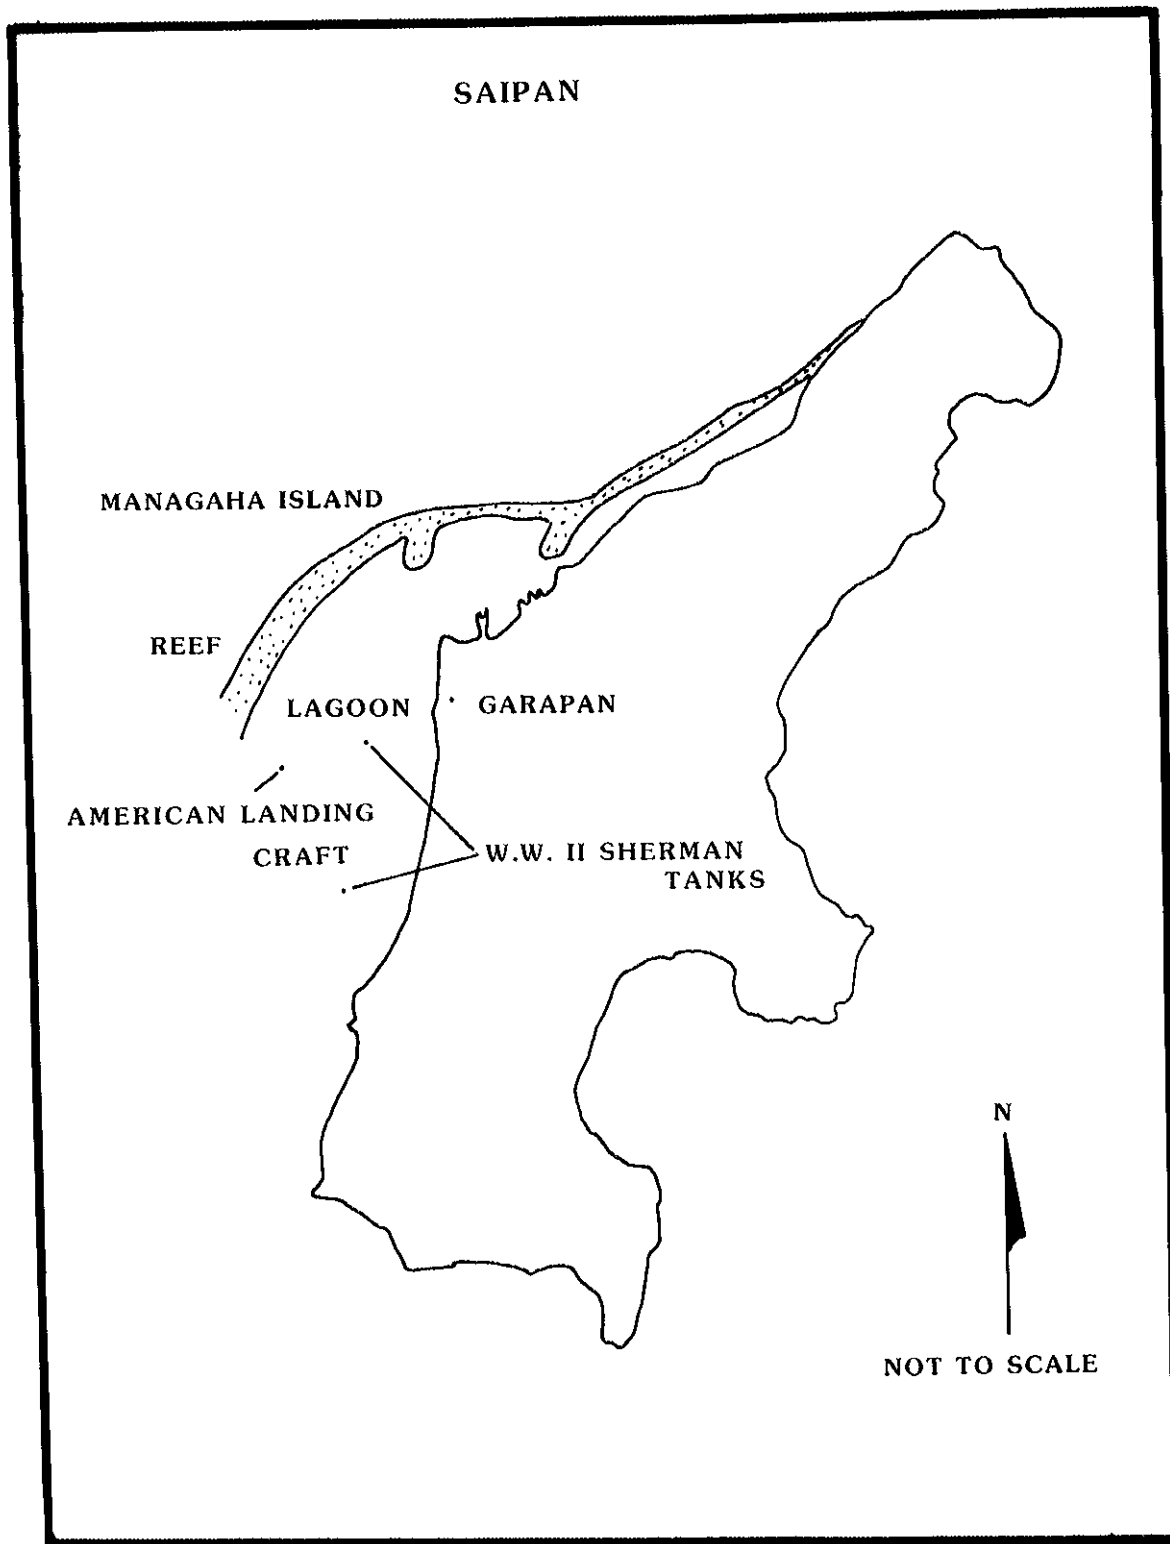 SAIPAN
MANAGAHA ISLAND
REEF
LAGOON
GARAPAN
AMERICAN LANDING
CRAFT
W.W. II SHERMAN
TANKS
N
NOT TO SCALE